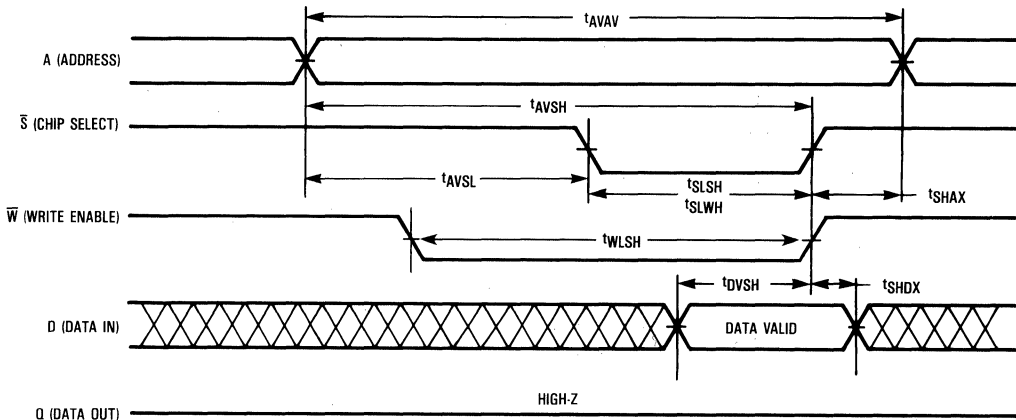 tAVAV
A (ADDRESS)
tAVSH
S̅ (CHIP SELECT)
tAVSL
tSLSH
tSLWH
tSHAX
W̅ (WRITE ENABLE)
tWLSH
tDVSH
tSHDX
D (DATA IN)
DATA VALID
HIGH-Z
Q (DATA OUT)